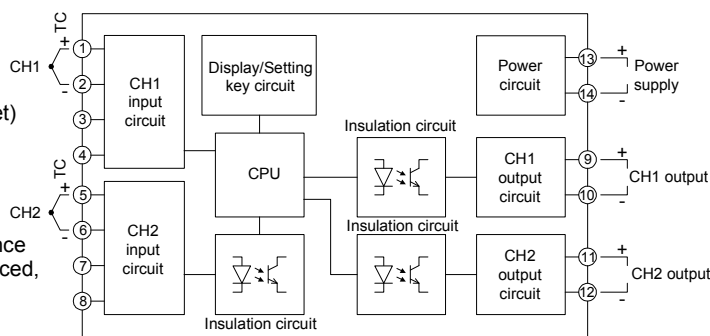 TC
+
CH1
-
1
2
3
4
CH1
input
circuit
et)
TC
+
CH2
-
5
6
7
8
CH2
input
circuit
nce
ced,
Display/Setting
key circuit
CPU
Insulation circuit
Insulation circuit
Insulation circuit
Power
circuit
13
14
+
-
Power
supply
CH1
output
circuit
9
10
+
-
CH1 output
CH2
output
circuit
11
12
+
-
CH2 output